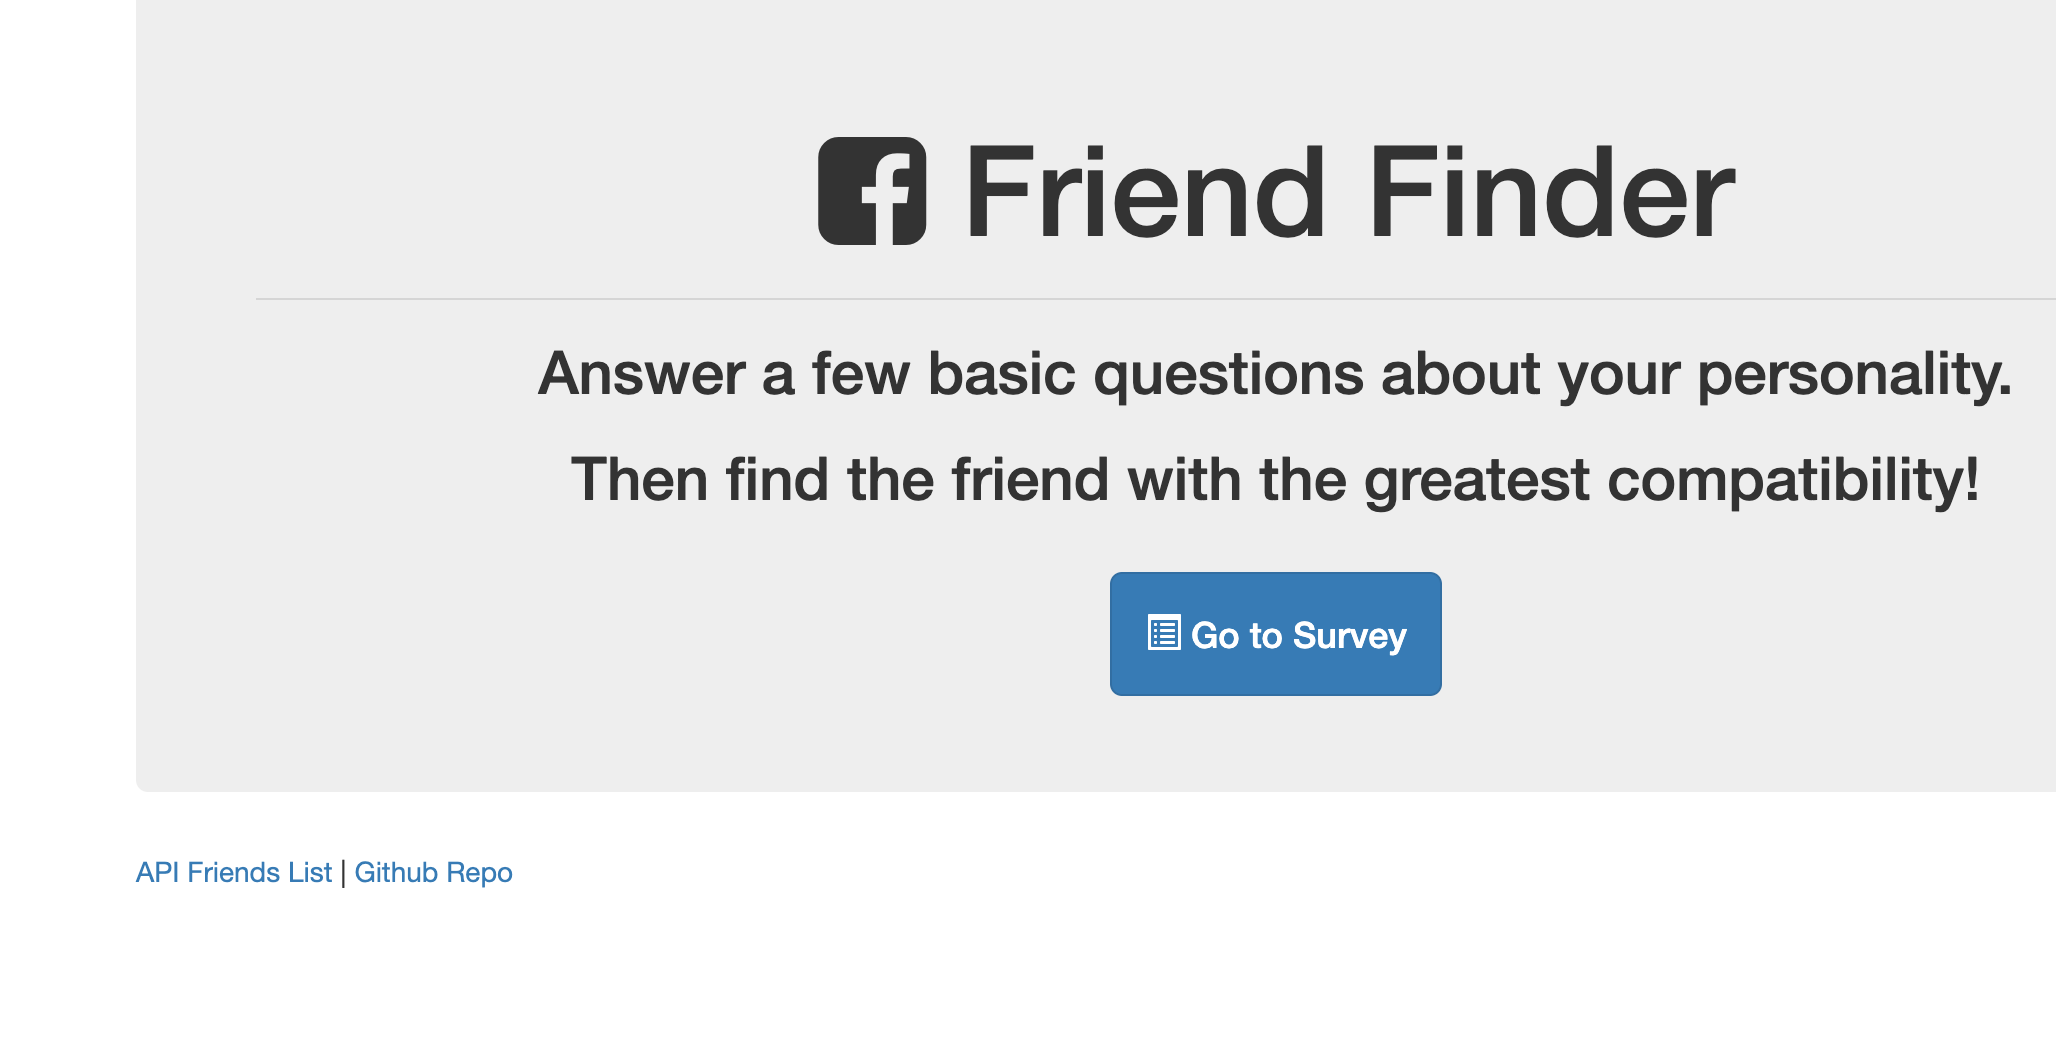 Friend Finder
Answer a few basic questions about your personality.
Then find the friend with the greatest compatibility!
Go to Survey
API Friends List | Github Repo